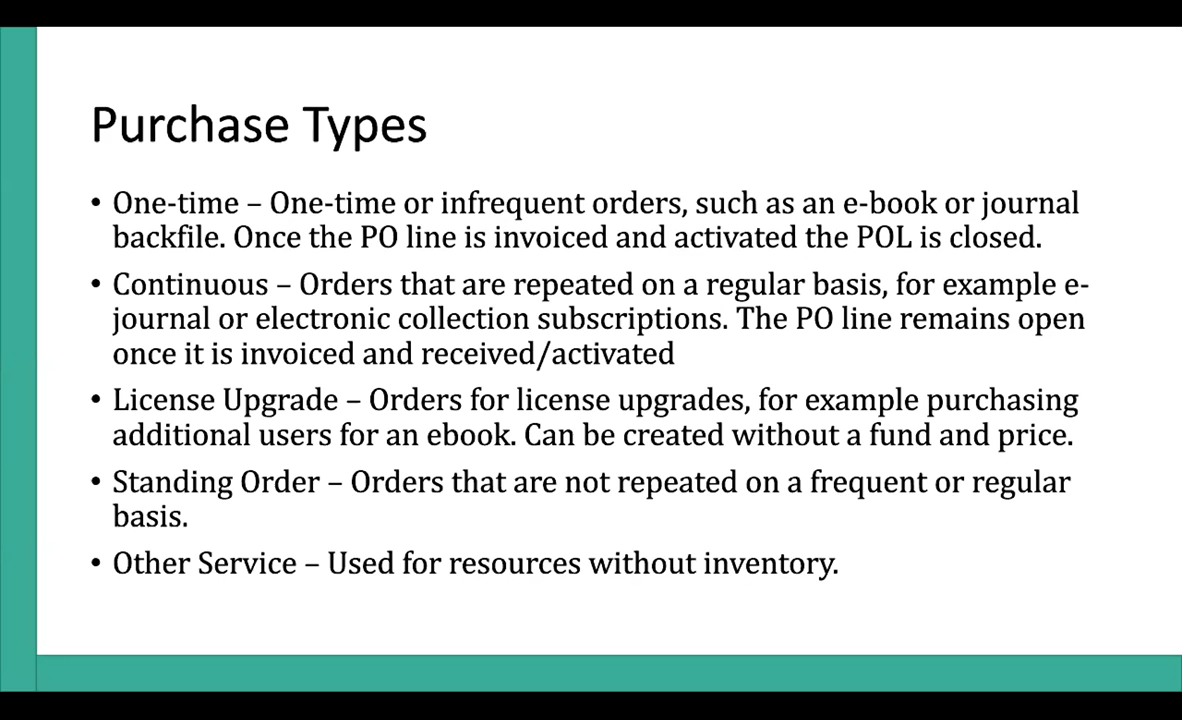 Purchase Types
• One-time – One-time or infrequent orders, such as an e-book or journal
backfile. Once the PO line is invoiced and activated the POL is closed.
• Continuous – Orders that are repeated on a regular basis, for example e-
journal or electronic collection subscriptions. The PO line remains open
once it is invoiced and received/activated
• License Upgrade – Orders for license upgrades, for example purchasing
additional users for an ebook. Can be created without a fund and price.
• Standing Order – Orders that are not repeated on a frequent or regular
basis.
• Other Service – Used for resources without inventory.